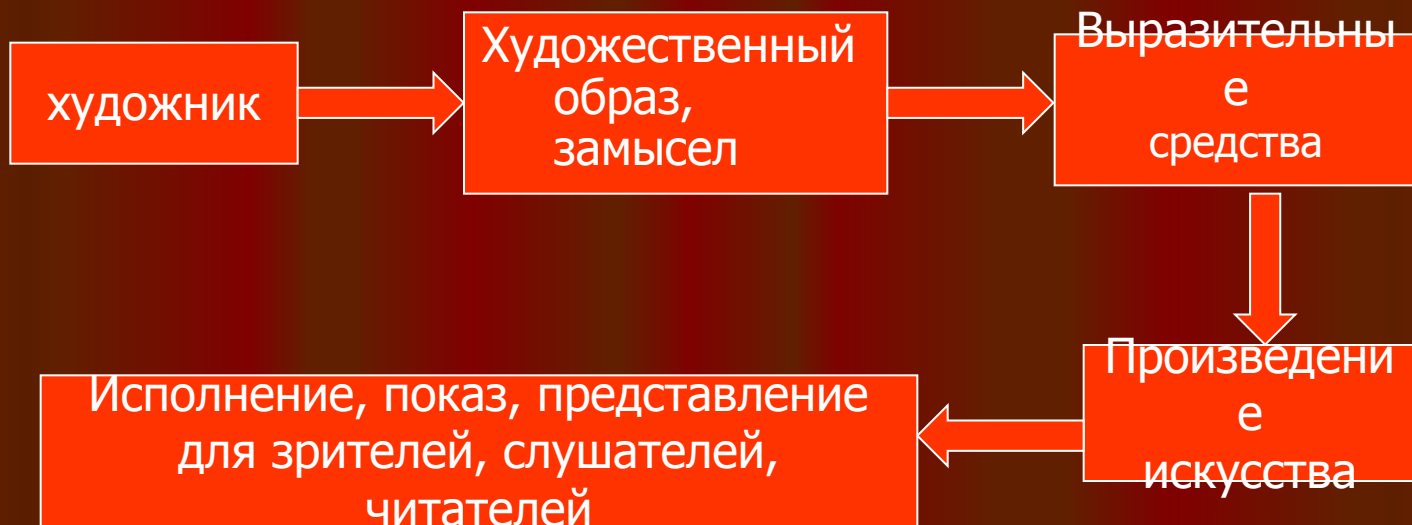 художник
Художественный
образ,
замысел
Выразительны
е
средства
Произведени
е
искусства
Исполнение, показ, представление
для зрителей, слушателей,
читателей